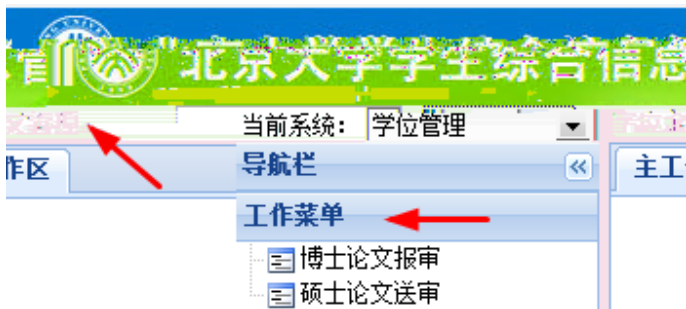 北京大学学生综合信息
当前系统： 学位管理
作区
导航栏
主工
工作菜单
博士论文报审
硕士论文送审